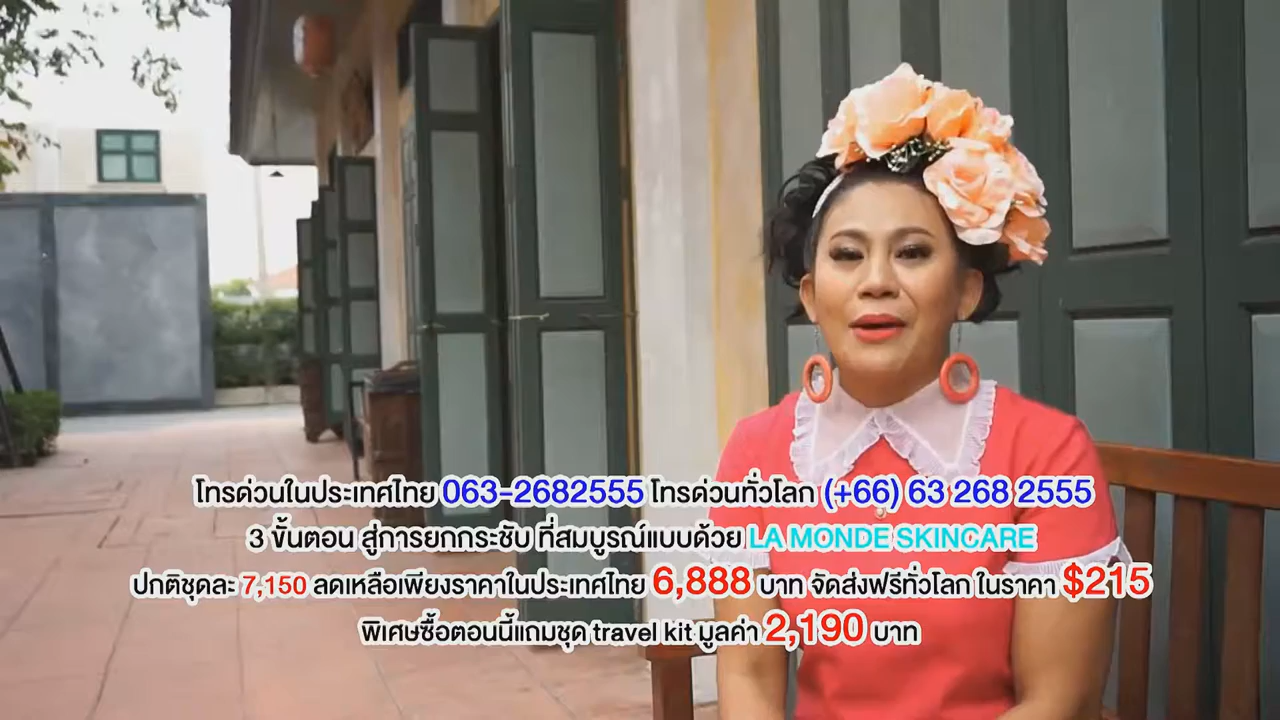 โทรด่วนในประเทศไทย 063-2682555 โทรด่วนทั่วโลก (+66) 63 268 2555
3 ขั้นตอน สู่การยกกระชับ ที่สมบูรณ์แบบด้วย LA MONDE SKINCARE
ปกติชุดละ 7,150 ลดเหลือเพียงราคาในประเทศไทย 6,888 บาท จัดส่งฟรีทั่วโลก ในราคา $215
พิเศษซื้อตอนนี้แถมชุด travel kit มูลค่า 2,190 บาท